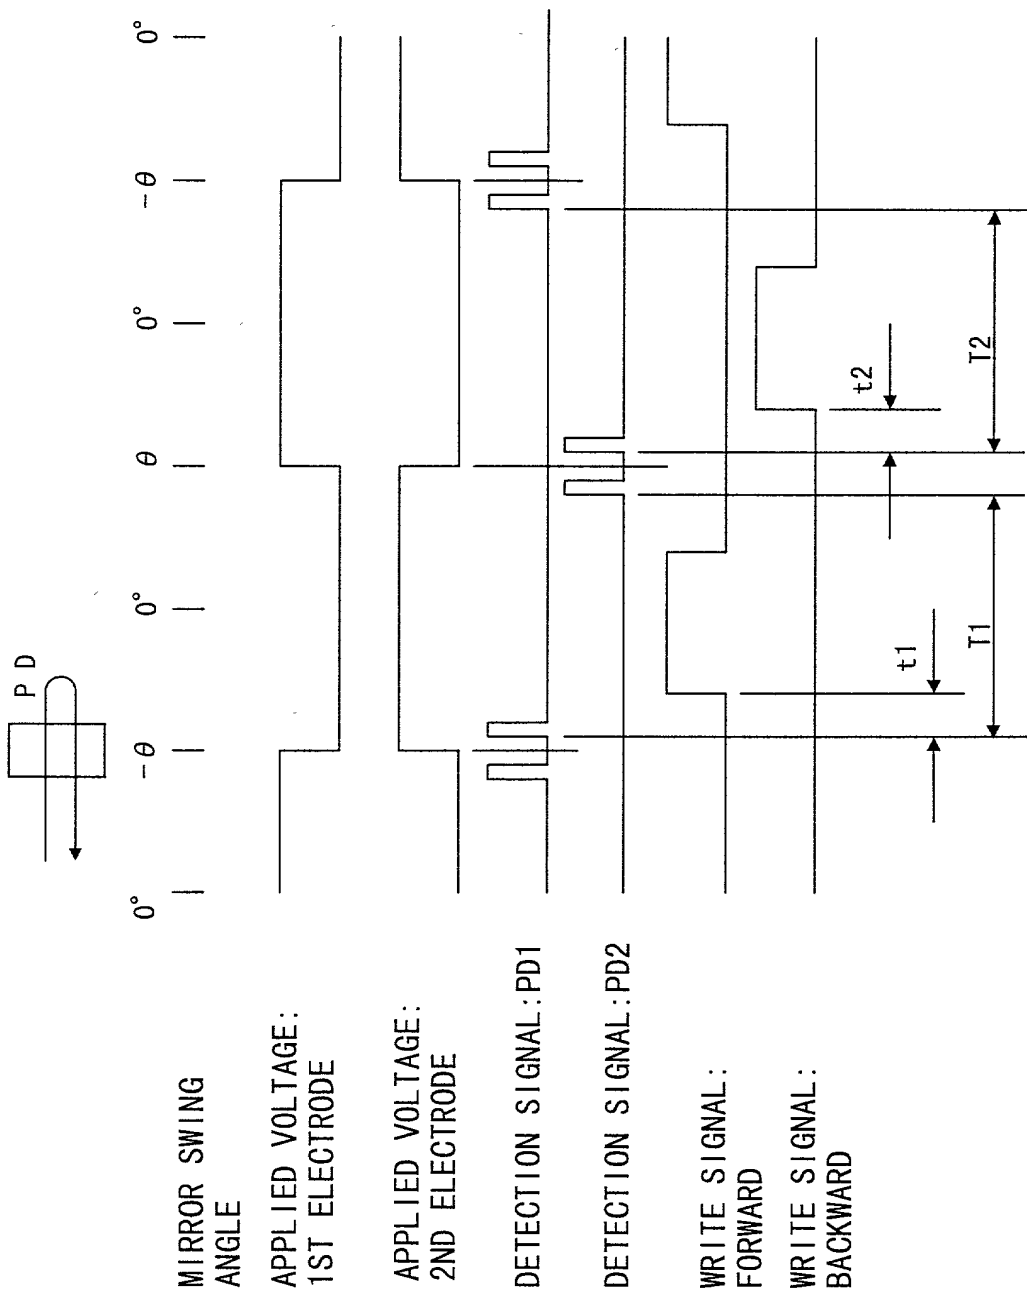 P D
MIRROR SWING
ANGLE
0° -θ 0° θ 0° -θ 0°
APPLIED VOLTAGE:
1ST ELECTRODE
APPLIED VOLTAGE:
2ND ELECTRODE
DETECTION SIGNAL:PD1
DETECTION SIGNAL:PD2
WRITE SIGNAL:
FORWARD
WRITE SIGNAL:
BACKWARD
t2
t1
T1
T2